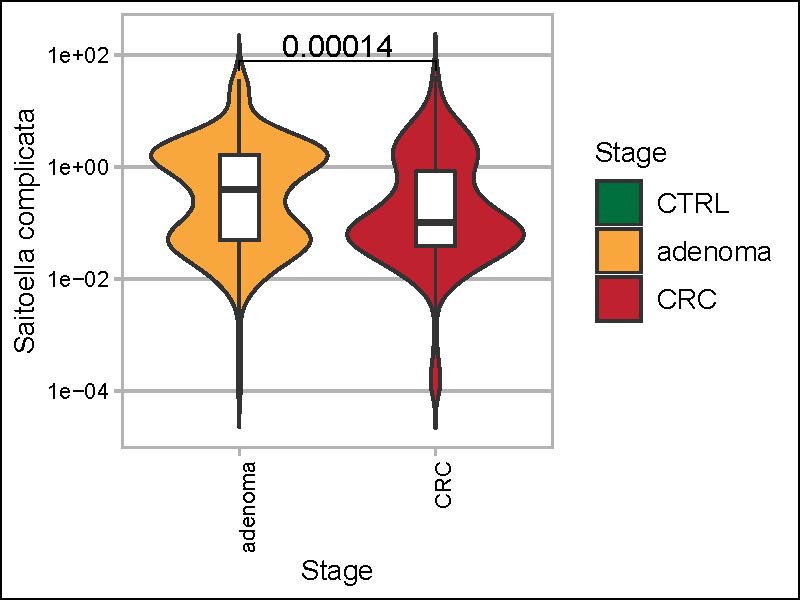 0.00014
1e+02
1e+00
1e−02
1e−04
Saitoella complicata
adenoma
CRC
Stage
Stage
CTRL
adenoma
CRC